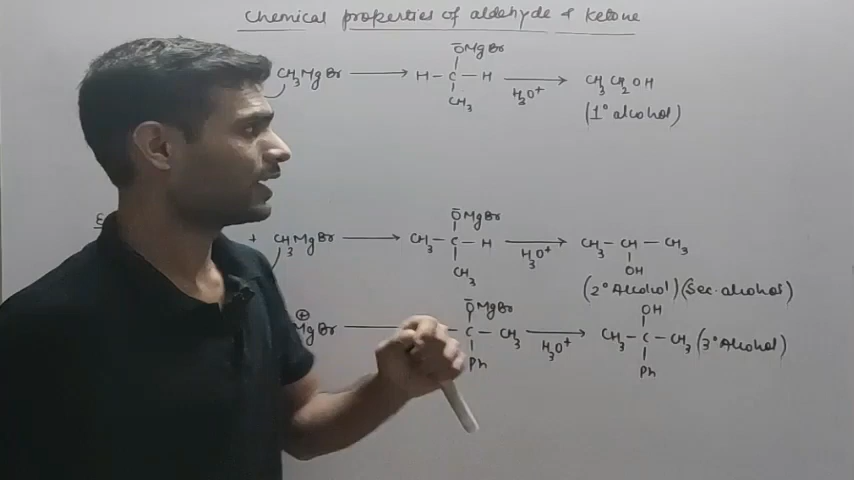 Chemical properties of aldehyde & ketone
ŌMgBr
CH3MgBr → H - C - H → CH3CH2OH
H3O+
CH3
(1° alcohol)
ŌMgBr
+ CH3MgBr → CH3 - C - H → CH3 - CH - CH3
H3O+
CH3
OH
(2° Alcohol) (Sec. alcohol)
ŌMgBr
OH
⊕
MgBr → C - CH3 → CH3 - C - CH3 (3° Alcohol)
H3O+
Ph
Ph